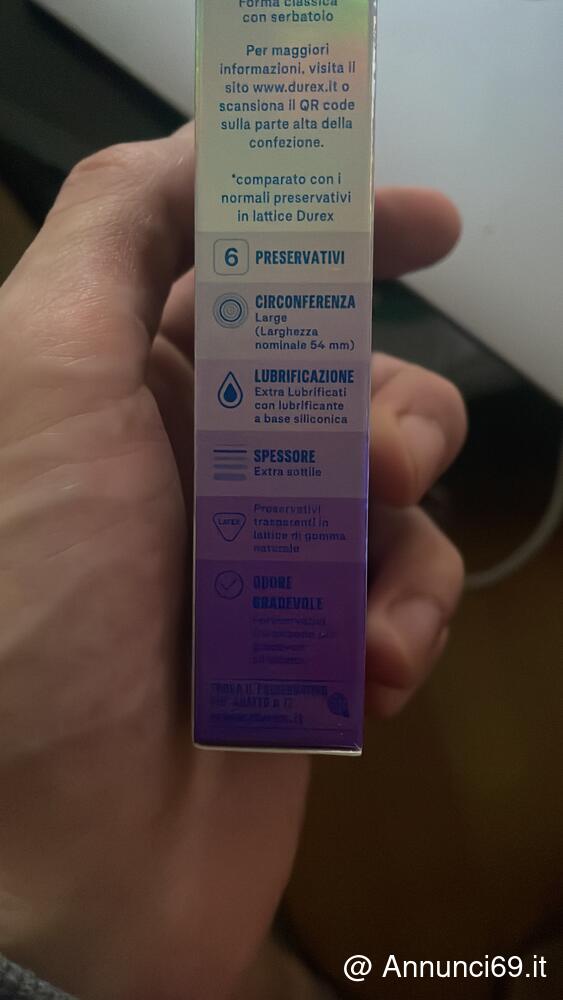 Forma classica
con serbatoio
Per maggiori
informazioni, visita il
sito www.durex.it o
scansiona il QR code
sulla parte alta della
confezione.
*comparato con i
normali preservativi
in lattice Durex
6 PRESERVATIVI
CIRCONFERENZA
Large
(Larghezza
nominale 54 mm)
LUBRIFICAZIONE
Extra Lubrificati
con lubrificante
a base siliconica
SPESSORE
Extra sottile
LATEX
Preservativi
trasparenti in
lattice di gomma
naturale
ODORE
GRADEVOLE
@ Annunci69.it